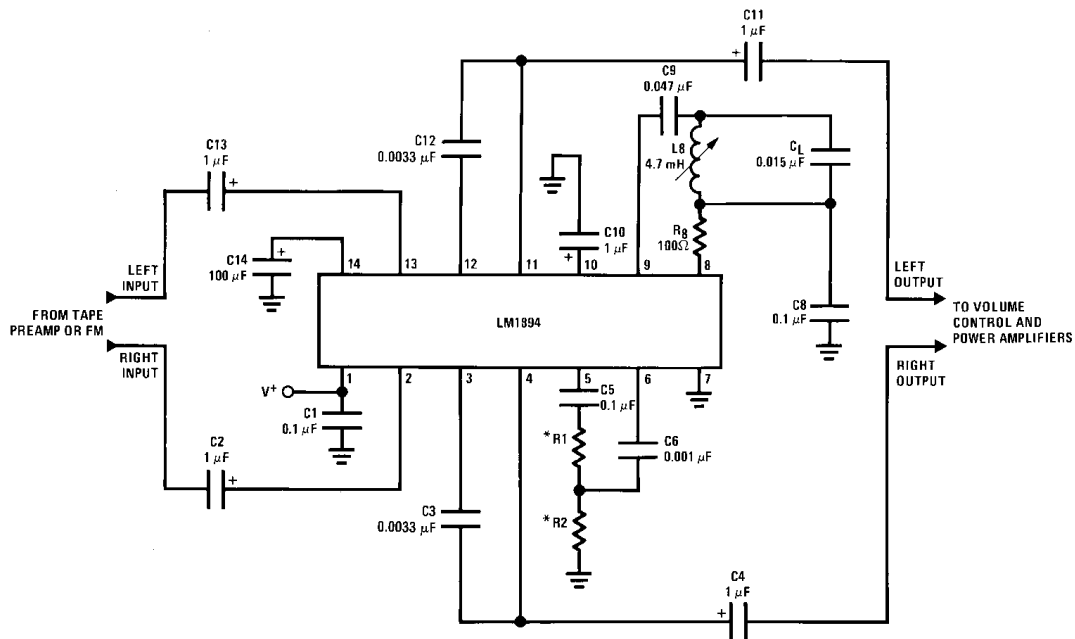 C11
1 µF
+
C9
0.047 µF
C13
1 µF
+
C12
0.0033 µF
L8
4.7 mH
CL
0.015 µF
C14
100 µF
+
C10
1 µF
+
R8
100Ω
14
13
12
11
10
9
8
LEFT
INPUT
FROM TAPE
PREAMP OR FM
RIGHT
INPUT
LM1894
C8
0.1 µF
LEFT
OUTPUT
TO VOLUME
CONTROL AND
POWER AMPLIFIERS
RIGHT
OUTPUT
1
2
3
4
5
6
7
V+
C1
0.1 µF
C5
0.1 µF
*R1
C6
0.001 µF
C2
1 µF
+
C3
0.0033 µF
*R2
C4
1 µF
+